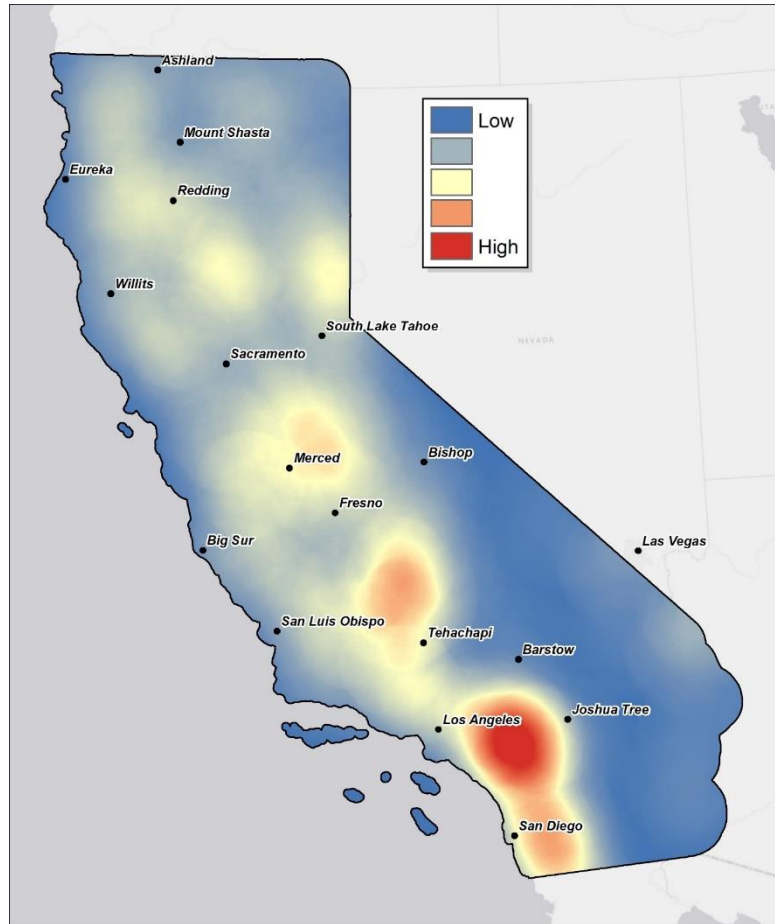 Ashland
Mount Shasta
Eureka
Redding
Low
High
Willits
South Lake Tahoe
NEVADA
Sacramento
Merced
Bishop
Fresno
Big Sur
Las Vegas
San Luis Obispo
Tehachapi
Barstow
Los Angeles
Joshua Tree
San Diego